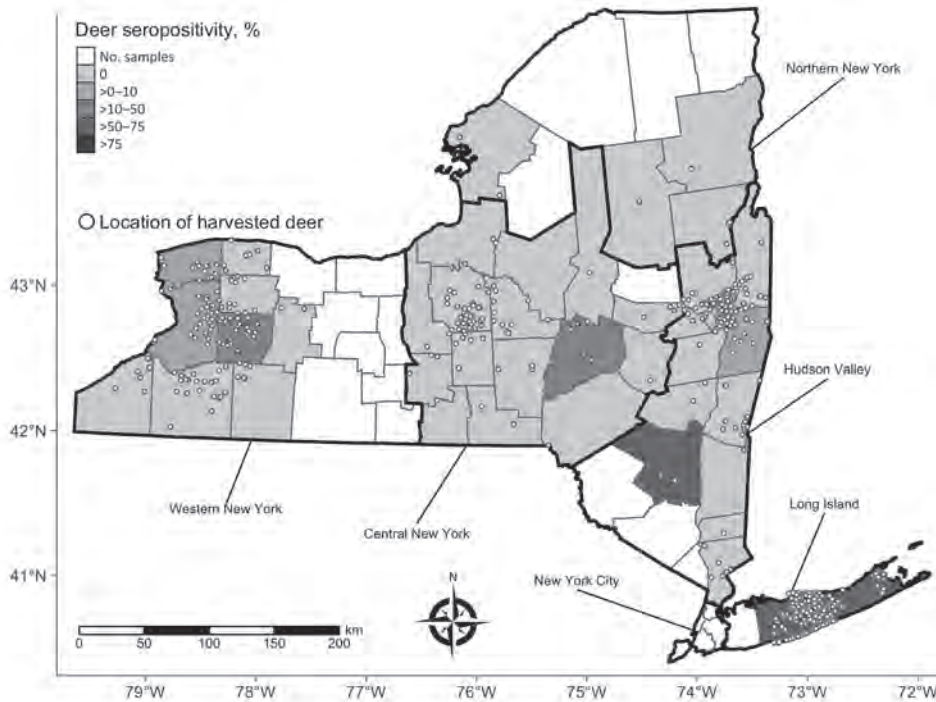 Deer seropositivity, %
No. samples
0
>0–10
>10–50
>50–75
>75
Location of harvested deer
Northern New York
Hudson Valley
Long Island
Western New York
Central New York
New York City
N
km
0 50 100 150 200
43°N
42°N
41°N
79°W 78°W 77°W 76°W 75°W 74°W 73°W 72°W